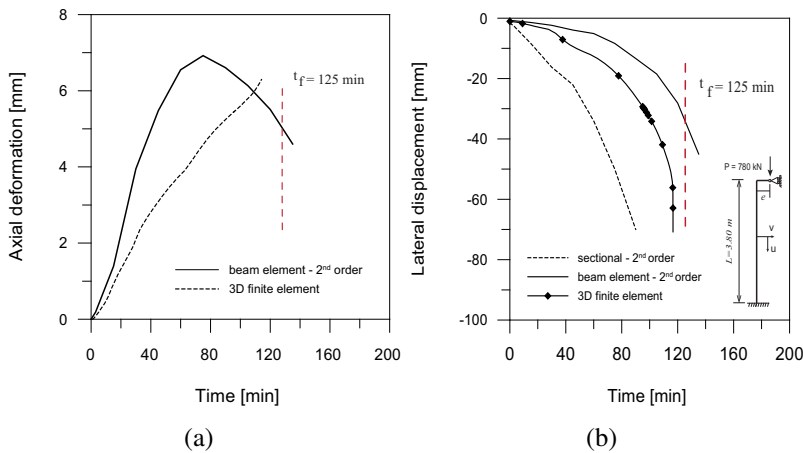 (a)
Axial deformation [mm]
8
6
4
2
0
0 40 80 120 160 200
Time [min]
t f = 125 min
beam element - 2nd order
3D finite element
(a)
(b)
Lateral displacement [mm]
0
-20
-40
-60
-80
-100
0 40 80 120 160 200
Time [min]
t f = 125 min
P = 780 kN
e
L=3.80 m
v
u
sectional - 2nd order
beam element - 2nd order
3D finite element
(b)